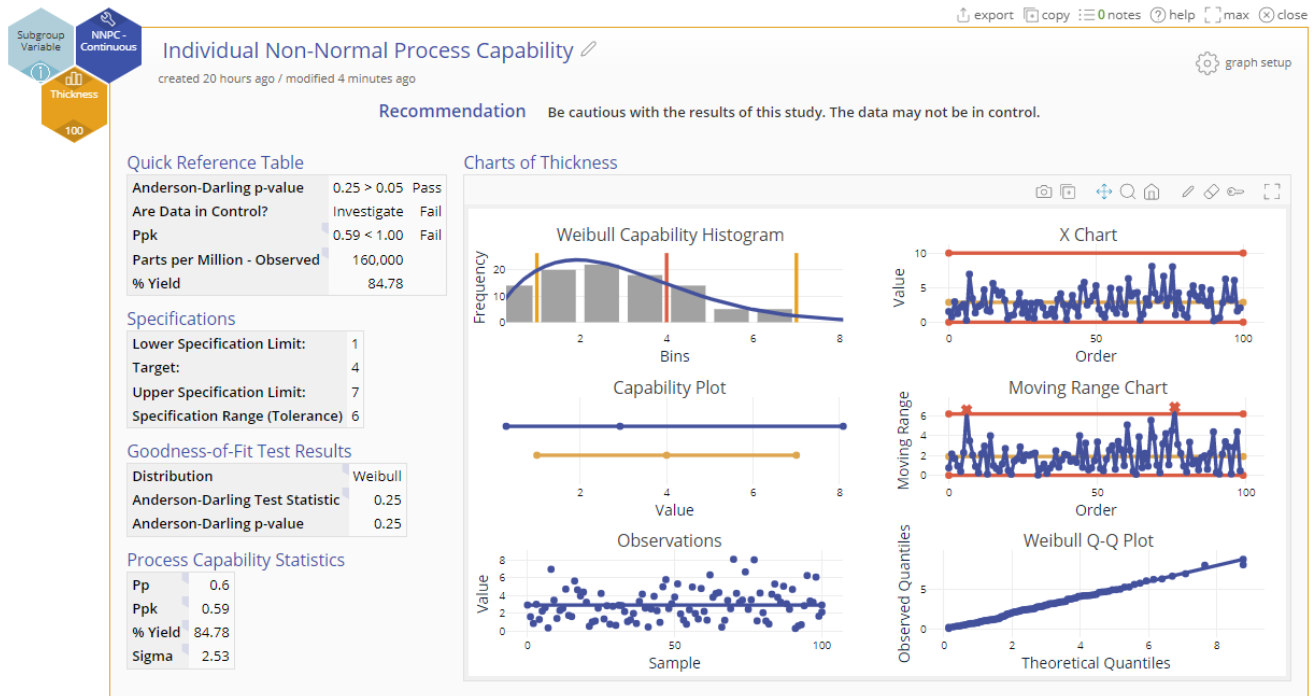 export copy 0 notes help max close
Subgroup Variable
NNPC - Continuous
Thickness
100
Individual Non-Normal Process Capability
created 20 hours ago / modified 4 minutes ago
graph setup
Recommendation Be cautious with the results of this study. The data may not be in control.
Quick Reference Table
Anderson-Darling p-value 0.25 > 0.05 Pass
Are Data in Control? Investigate Fail
Ppk 0.59 < 1.00 Fail
Parts per Million - Observed 160,000
% Yield 84.78
Specifications
Lower Specification Limit: 1
Target: 4
Upper Specification Limit: 7
Specification Range (Tolerance) 6
Goodness-of-Fit Test Results
Distribution Weibull
Anderson-Darling Test Statistic 0.25
Anderson-Darling p-value 0.25
Process Capability Statistics
Pp 0.6
Ppk 0.59
% Yield 84.78
Sigma 2.53
Charts of Thickness
Weibull Capability Histogram
Frequency
20
10
0
2 4 6 8
Bins
X Chart
Value
10
5
0
0 50 100
Order
Capability Plot
2 4 6 8
Value
Moving Range Chart
Moving Range
6
4
2
0
0 50 100
Order
Observations
Value
8
6
4
2
0
0 50 100
Sample
Weibull Q-Q Plot
Observed Quantiles
5
0
0 2 4 6 8
Theoretical Quantiles